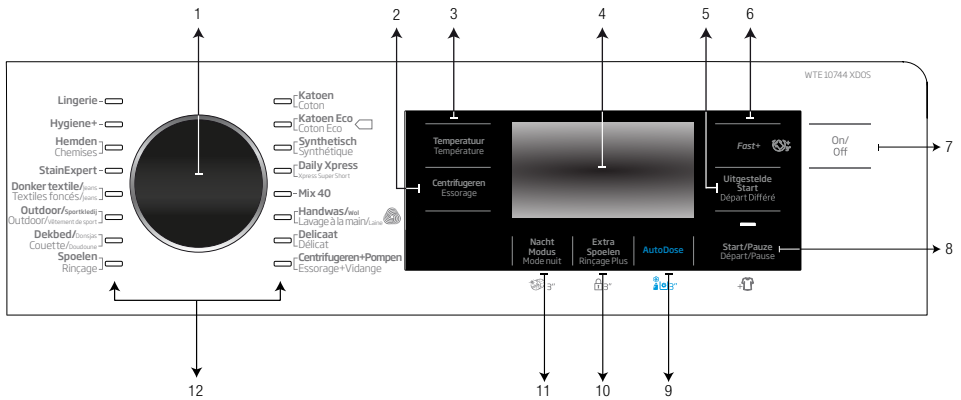 1
2
3
4
5
6
WTE 10744 XDOS
Lingerie
Hygiene+
Hemden
Chemises
StainExpert
Donker textile/Jeans
Textiles foncés/Jeans
Outdoor/Sportkledij
Outdoor/Vêtement de sport
Dekbed/Donsjas
Couette/Doudoune
Spoelen
Rinçage
Katoen
Coton
Katoen Eco
Coton Eco
Synthetisch
Synthétique
Daily Xpress
Xpress Super Short
Mix 40
Handwas/Wol
Lavage à la main/Laine
Delicaat
Délicat
Centrifugeren+Pompen
Essorage+Vidange
Temperatuur
Température
Centrifugeren
Essorage
Fast+
Uitgestelde
Start
Départ Différé
On/
Off
7
Nacht
Modus
Mode nuit
Extra
Spoelen
Rinçage Plus
AutoDose
Start/Pauze
Départ/Pause
8
3"
3"
3"
+
12
11
10
9